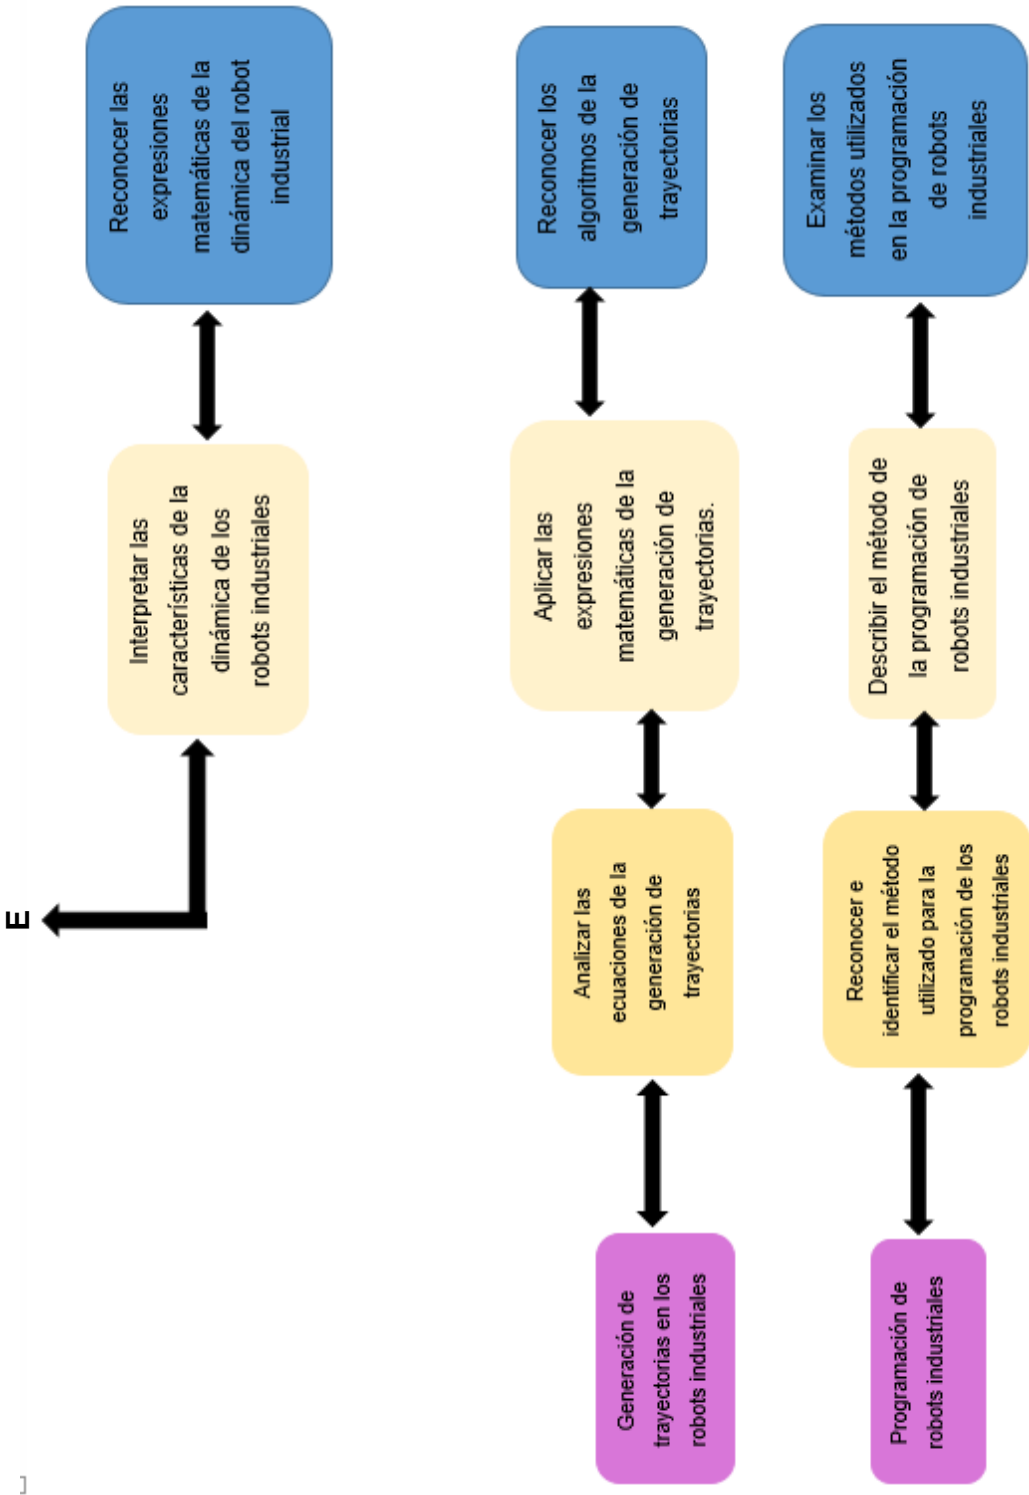 E
Interpretar las
características de la
dinámica de los
robots industriales
Reconocer las
expresiones
matemáticas de la
dinámica del robot
industrial
Generación de
trayectorias en los
robots industriales
Analizar las
ecuaciones de la
generación de
trayectorias
Aplicar las
expresiones
matemáticas de la
generación de
trayectorias.
Reconocer los
algoritmos de la
generación de
trayectorias
Programación de
robots industriales
Reconocer e
identificar el método
utilizado para la
programación de los
robots industriales
Describir el método de
la programación de
robots industriales
Examinar los
métodos utilizados
en la programación
de robots
industriales